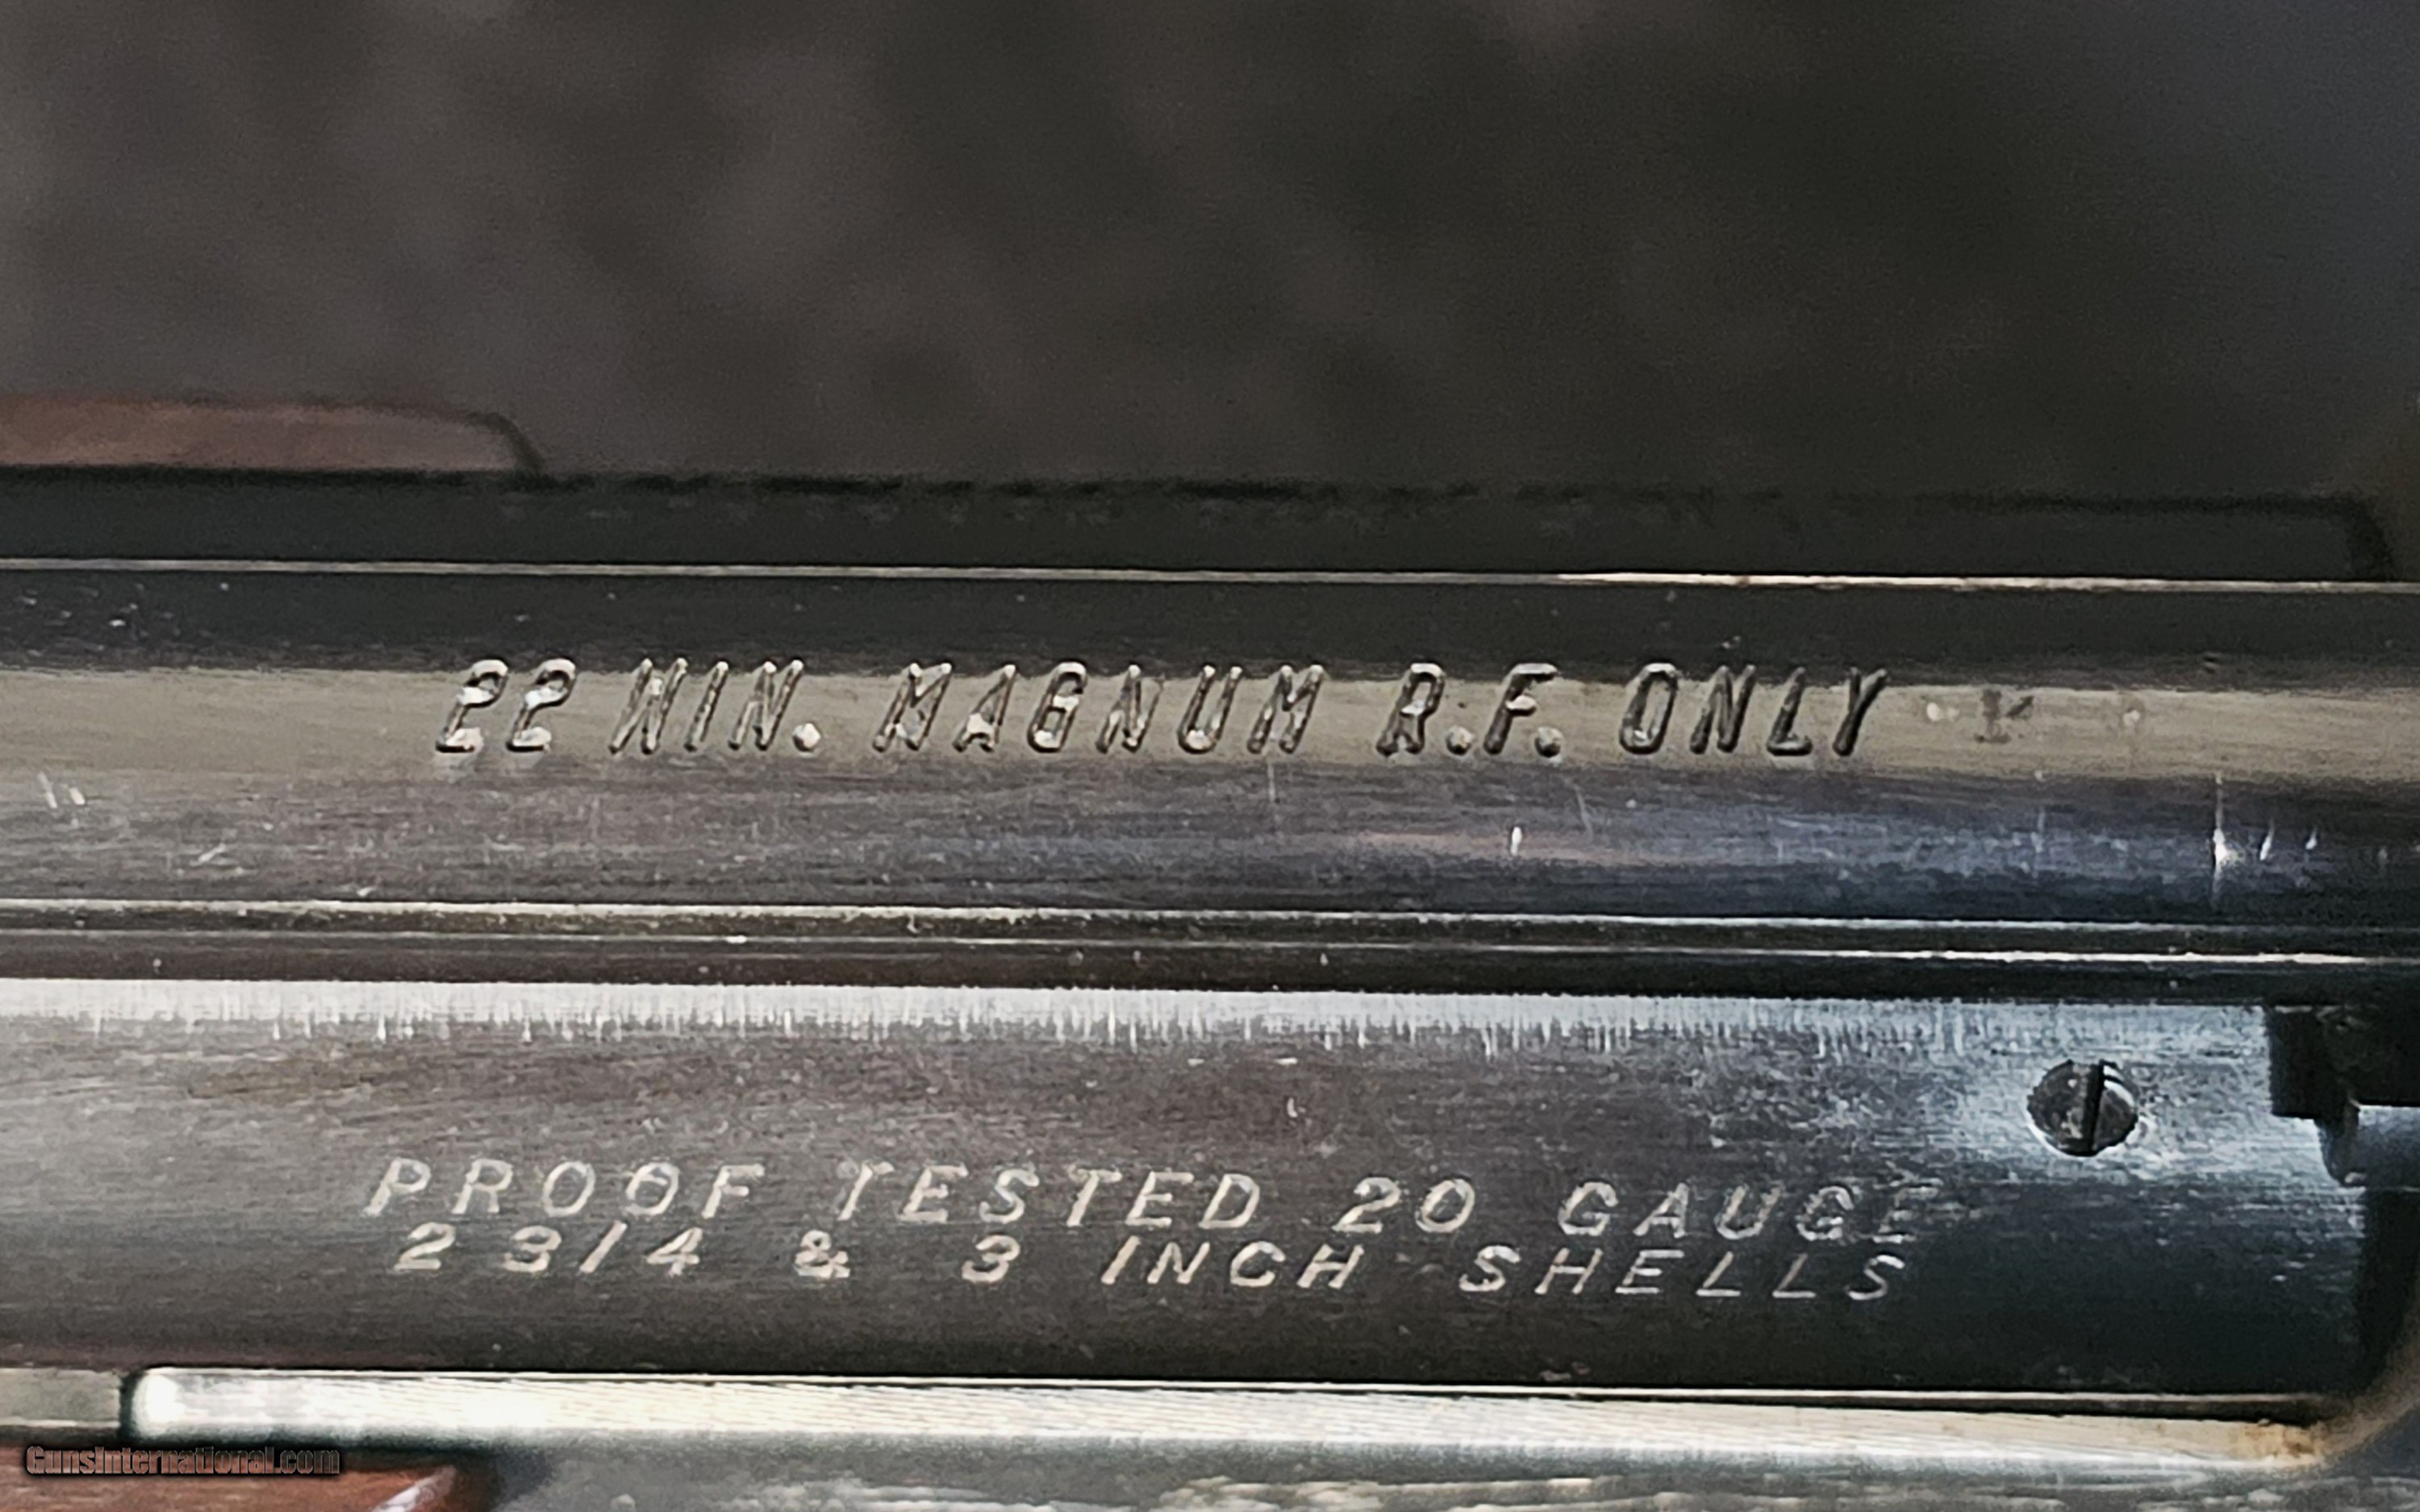 22 WIN. MAGNUM R.F. ONLY
PROOF TESTED 20 GAUGE
2 3/4 & 3 INCH SHELLS
GunsInternational.com